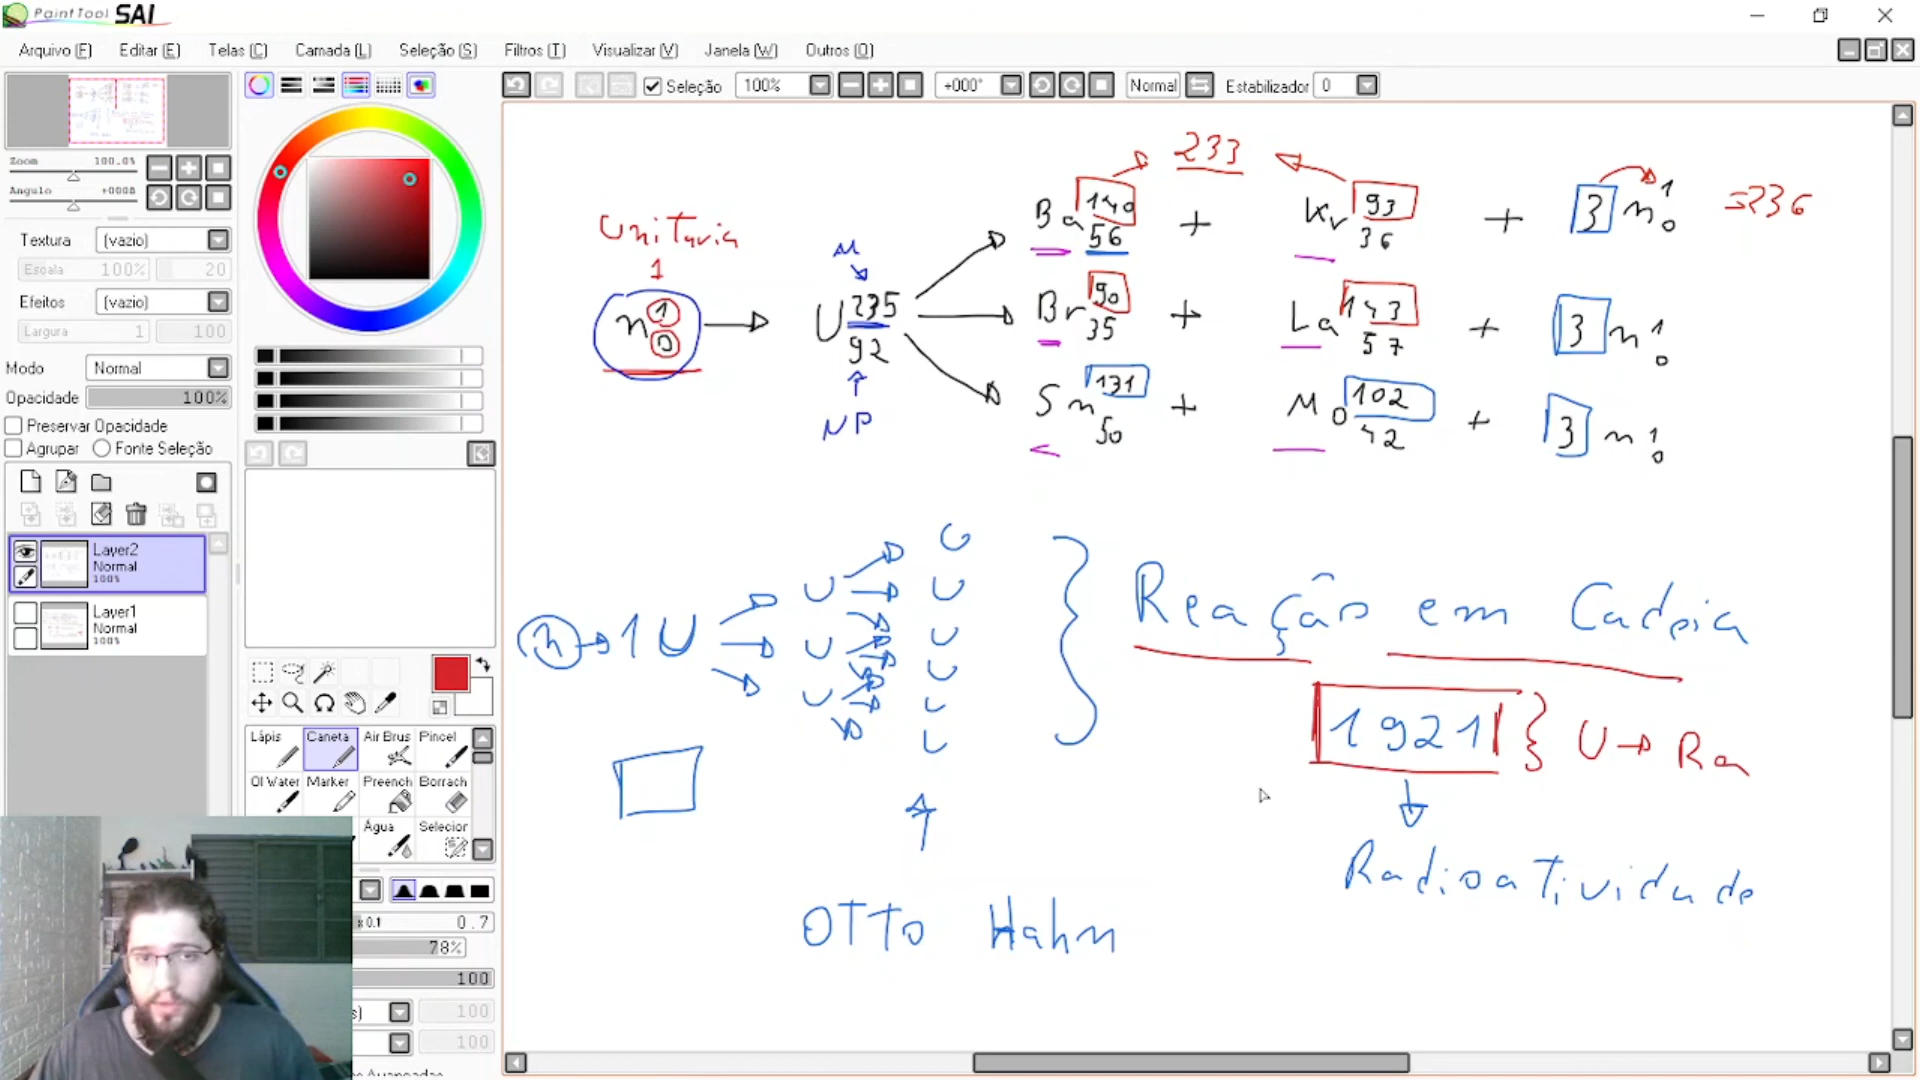 PaintTool SAI
Arquivo (F) Editar (E) Telas (C) Camada (L) Seleção (S) Filtros (T) Visualizar (V) Janela (W) Outros (O)
Seleção 100% +000° Normal Estabilizador 0
Zoom 100.0%
Angulo +000º
Textura (vazio)
Escala 100% 20
Efeitos (vazio)
Largura 1 100
Modo Normal
Opacidade 100%
Preservar Opacidade
Agrupar Fonte Seleção
Layer2
Normal
100%
Layer1
Normal
100%
Lápis Caneta Air Brus Pincel
Ol Water Marker Preench Borrach
Água Selecior
0.1 0.7
78%
100
100
100
233
Unitaria
1
n 1 0
M
U 235 92
NP
Ba 140 56 + Kr 93 36 + 3 n 1 0 =236
Br 90 35 + La 143 57 + 3 n 1 0
Sn 131 50 + Mo 102 42 + 3 n 1 0
n 1 U
U U U
U U U U U U
Reação em Cadeia
1921 U Ra
Radioatividade
OTTO Hahn